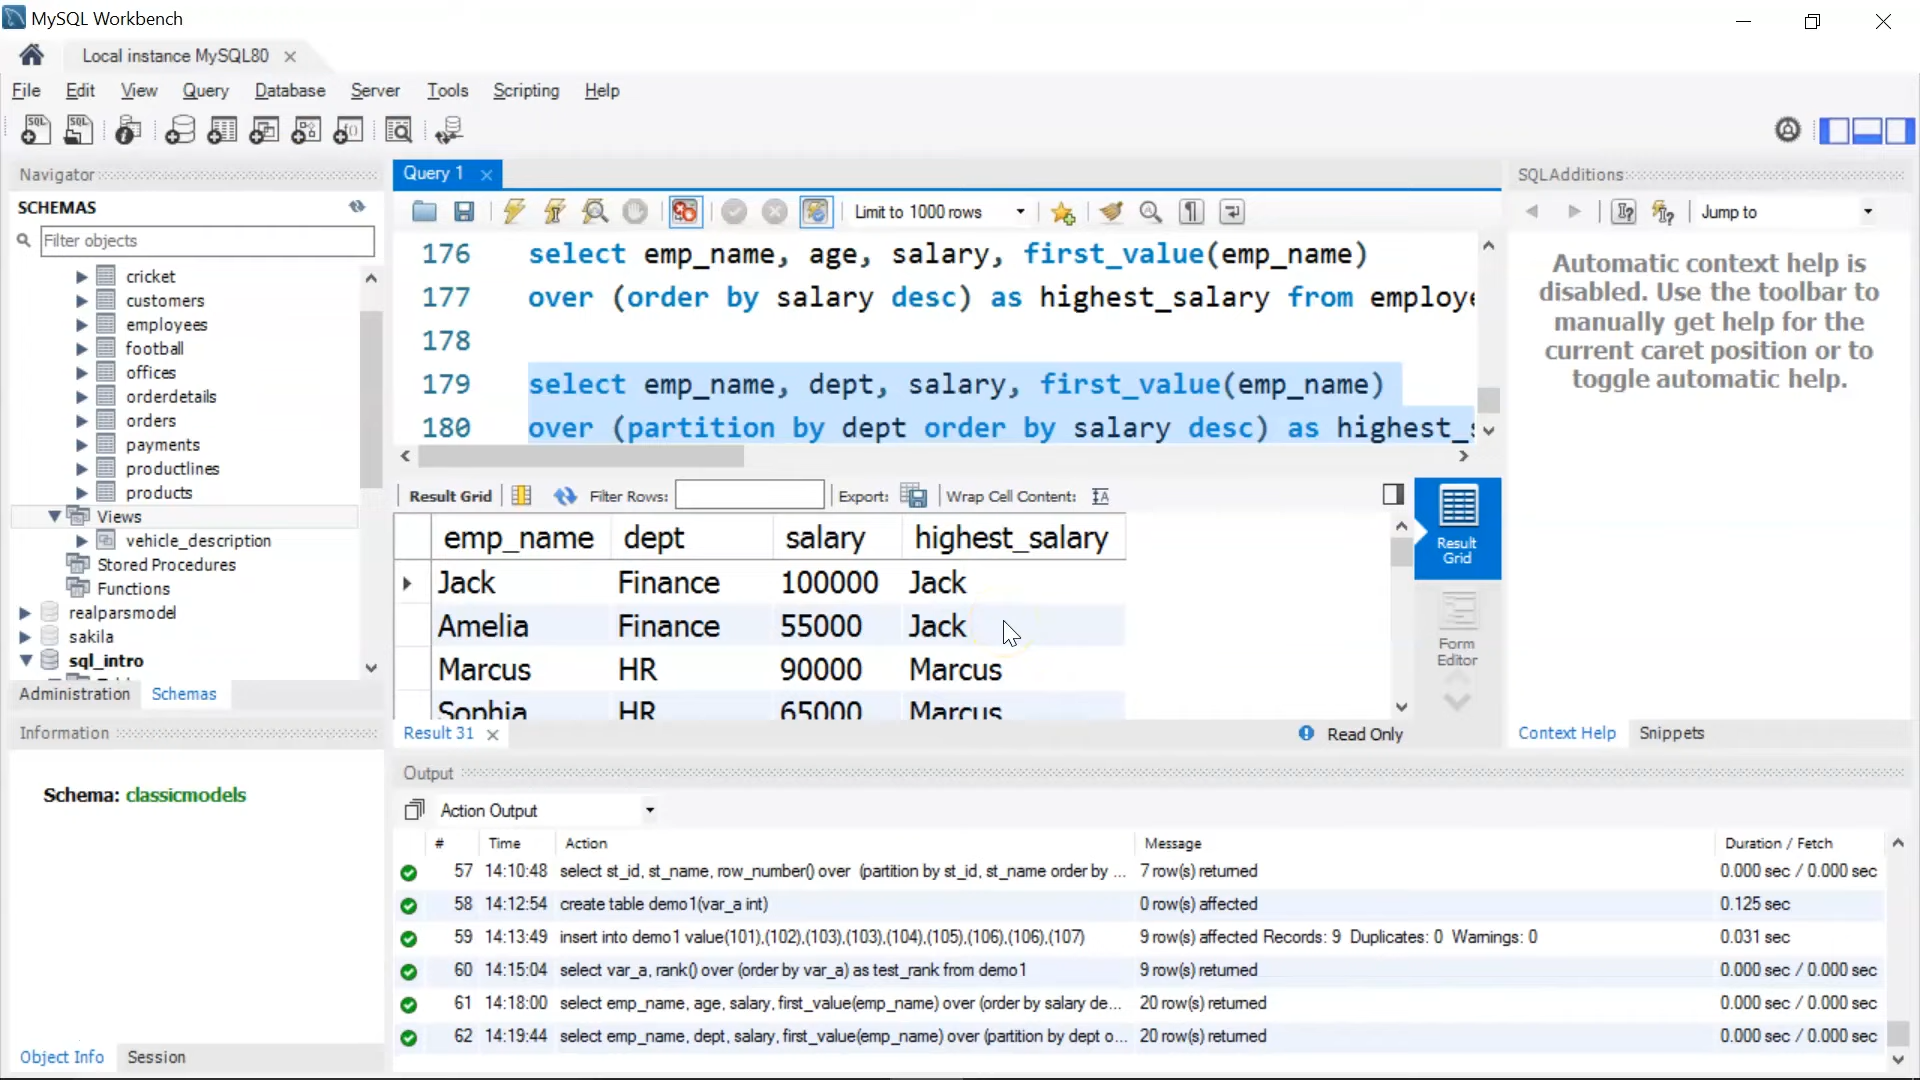 MySQL Workbench
Local instance MySQL80
File Edit View Query Database Server Tools Scripting Help
Navigator
SCHEMAS
Filter objects
cricket
customers
employees
football
offices
orderdetails
orders
payments
productlines
products
Views
vehicle_description
Stored Procedures
Functions
realparsmodel
sakila
sql_intro
Administration Schemas
Information
Schema: classicmodels
Object Info Session
Query 1
Limit to 1000 rows
176 select emp_name, age, salary, first_value(emp_name)
177 over (order by salary desc) as highest_salary from employe
178
179 select emp_name, dept, salary, first_value(emp_name)
180 over (partition by dept order by salary desc) as highest_s
Result Grid Filter Rows: Export: Wrap Cell Content:
emp_name dept salary highest_salary
Jack Finance 100000 Jack
Amelia Finance 55000 Jack
Marcus HR 90000 Marcus
Sophia HR 65000 Marcus
Result Grid
Form Editor
Result 31
Read Only
SQLAdditions
Jump to
Automatic context help is
disabled. Use the toolbar to
manually get help for the
current caret position or to
toggle automatic help.
Context Help Snippets
Output
Action Output
# Time Action Message Duration / Fetch
57 14:10:48 select st_id, st_name, row_number() over (partition by st_id, st_name order by ... 7 row(s) returned 0.000 sec / 0.000 sec
58 14:12:54 create table demo1(var_a int) 0 row(s) affected 0.125 sec
59 14:13:49 insert into demo1 value(101),(102),(103),(103),(104),(105),(106),(106),(107) 9 row(s) affected Records: 9 Duplicates: 0 Warnings: 0 0.031 sec
60 14:15:04 select var_a, rank() over (order by var_a) as test_rank from demo1 9 row(s) returned 0.000 sec / 0.000 sec
61 14:18:00 select emp_name, age, salary, first_value(emp_name) over (order by salary de... 20 row(s) returned 0.000 sec / 0.000 sec
62 14:19:44 select emp_name, dept, salary, first_value(emp_name) over (partition by dept o... 20 row(s) returned 0.000 sec / 0.000 sec